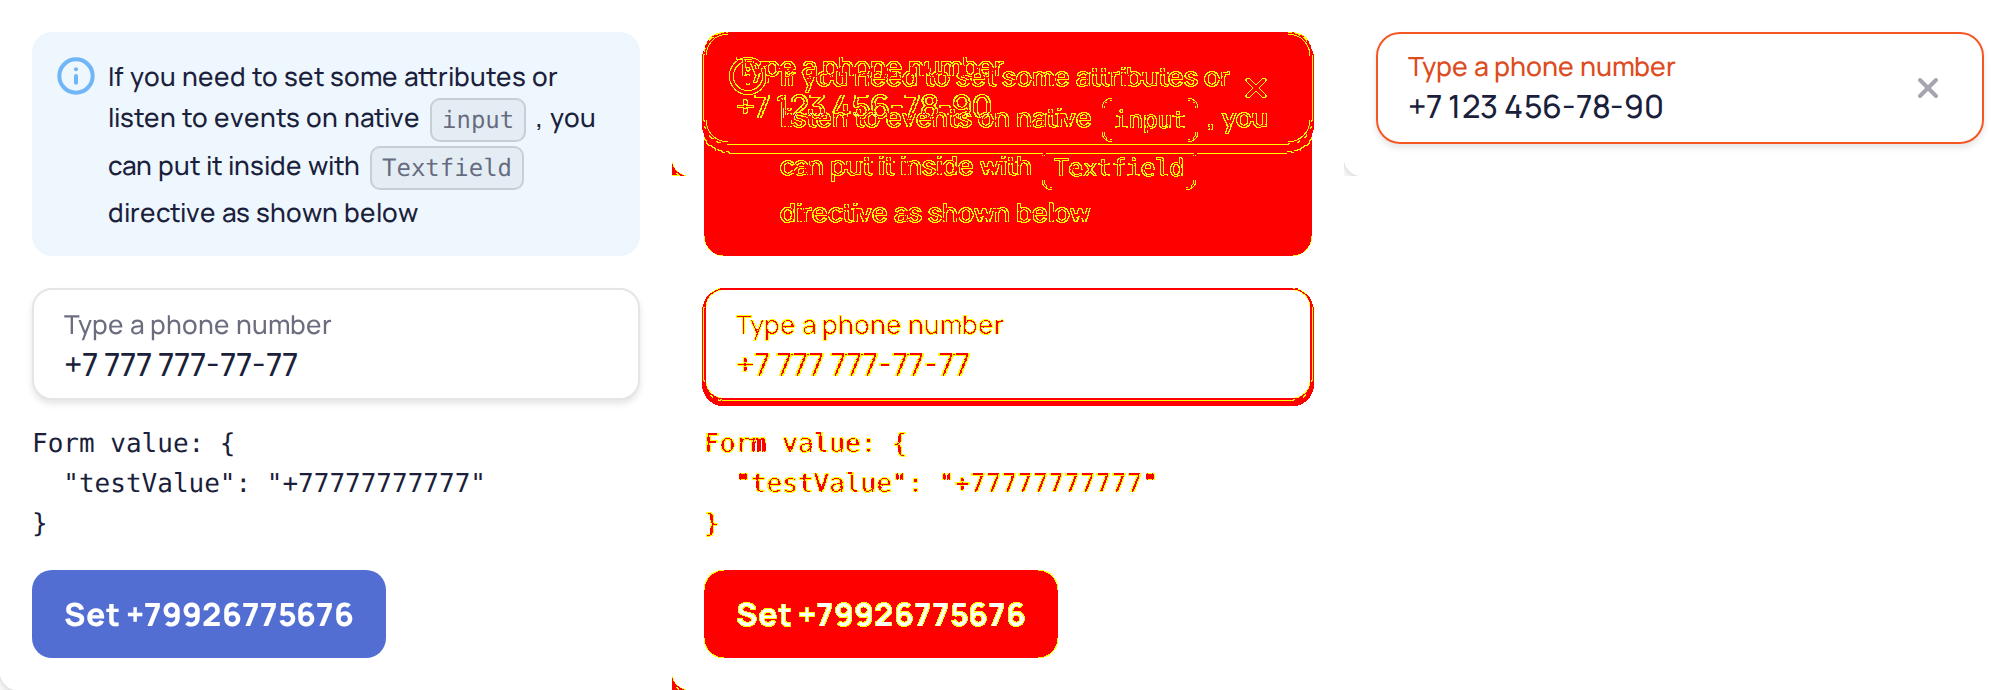 If you need to set some attributes or
listen to events on native input , you
can put it inside with Textfield
directive as shown below
Type a phone number
+7 777 777-77-77
Form value: {
  "testValue": "+77777777777"
}
Set +79926775676
Type a phone number
If you need to set some attributes or
+7 123 456-78-90
listen to events on native input , you
can put it inside with Textfield
directive as shown below
Type a phone number
+7 777 777-77-77
Form value: {
  "testValue": "+77777777777"
}
Set +79926775676
Type a phone number
+7 123 456-78-90